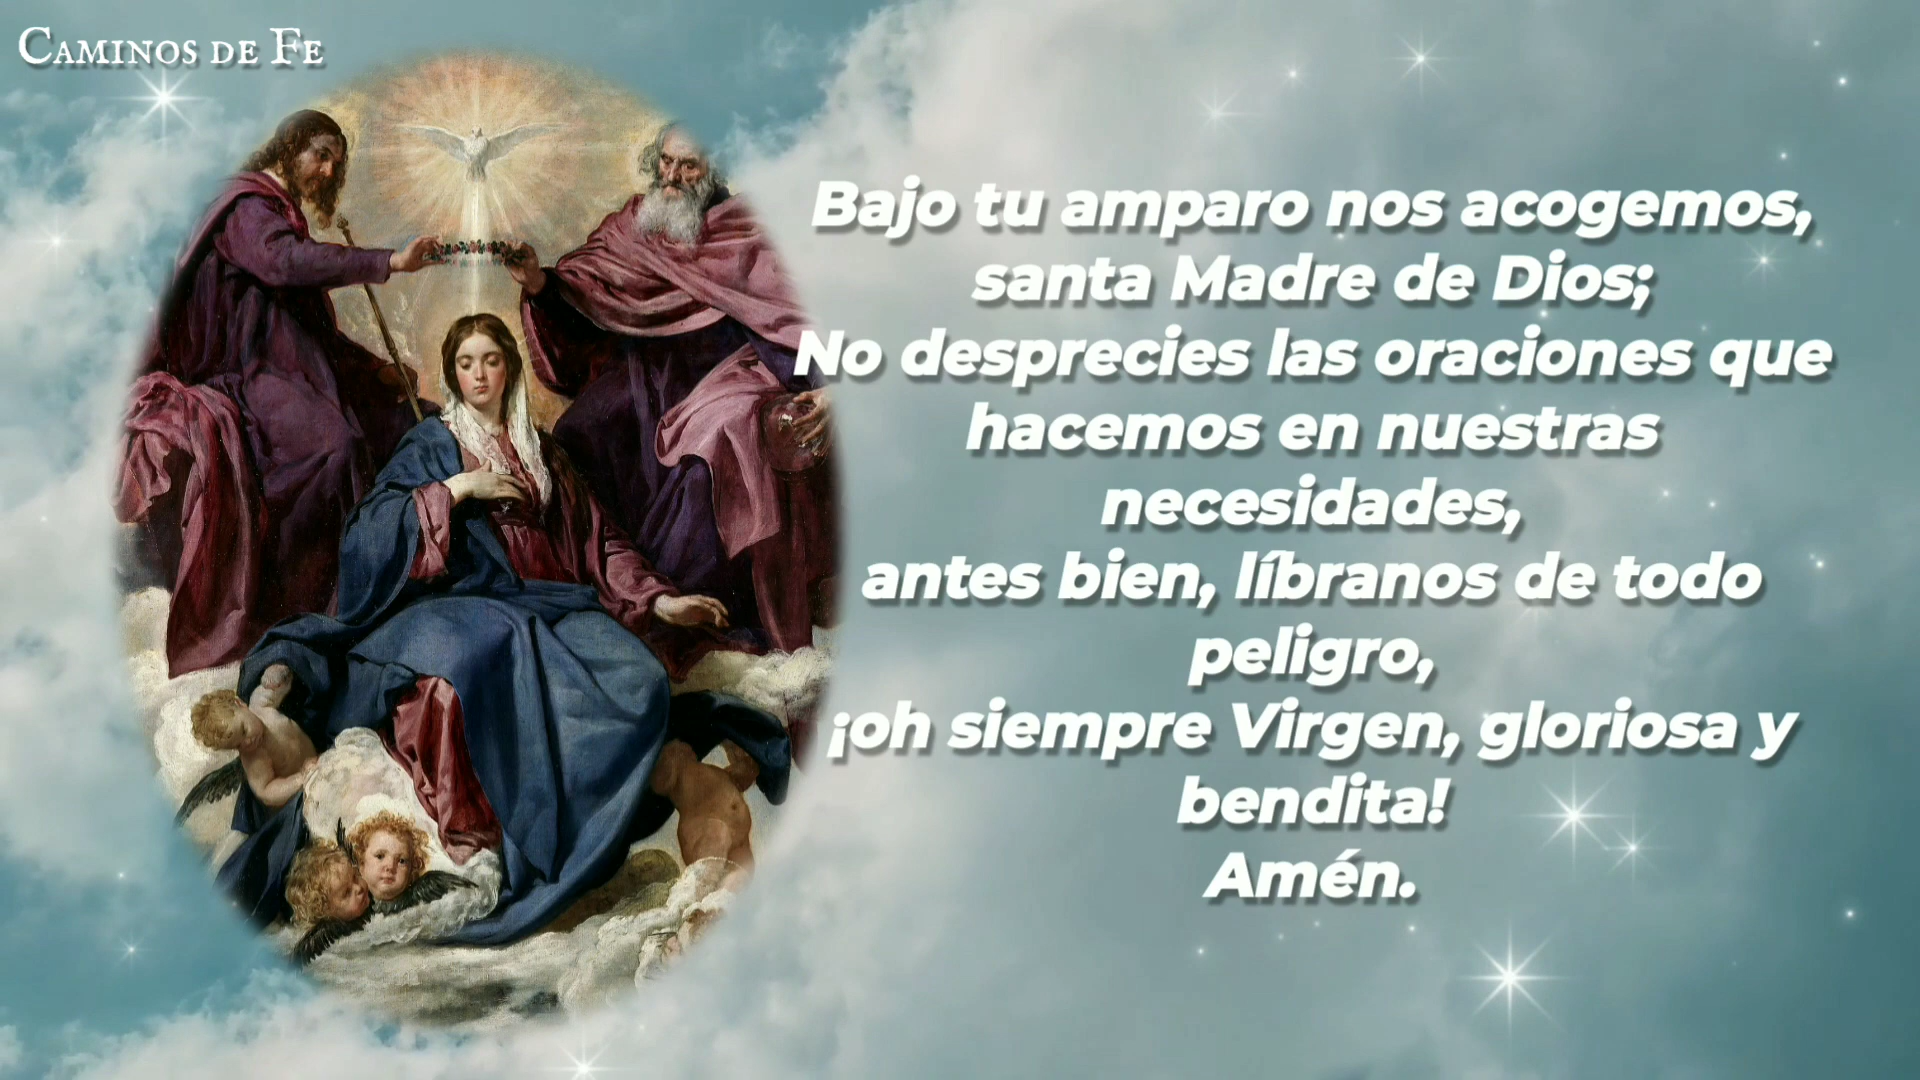 Caminos de Fe
Bajo tu amparo nos acogemos,
santa Madre de Dios;
No desprecies las oraciones que
hacemos en nuestras
necesidades,
antes bien, líbranos de todo
peligro,
¡oh siempre Virgen, gloriosa y
bendita!
Amén.